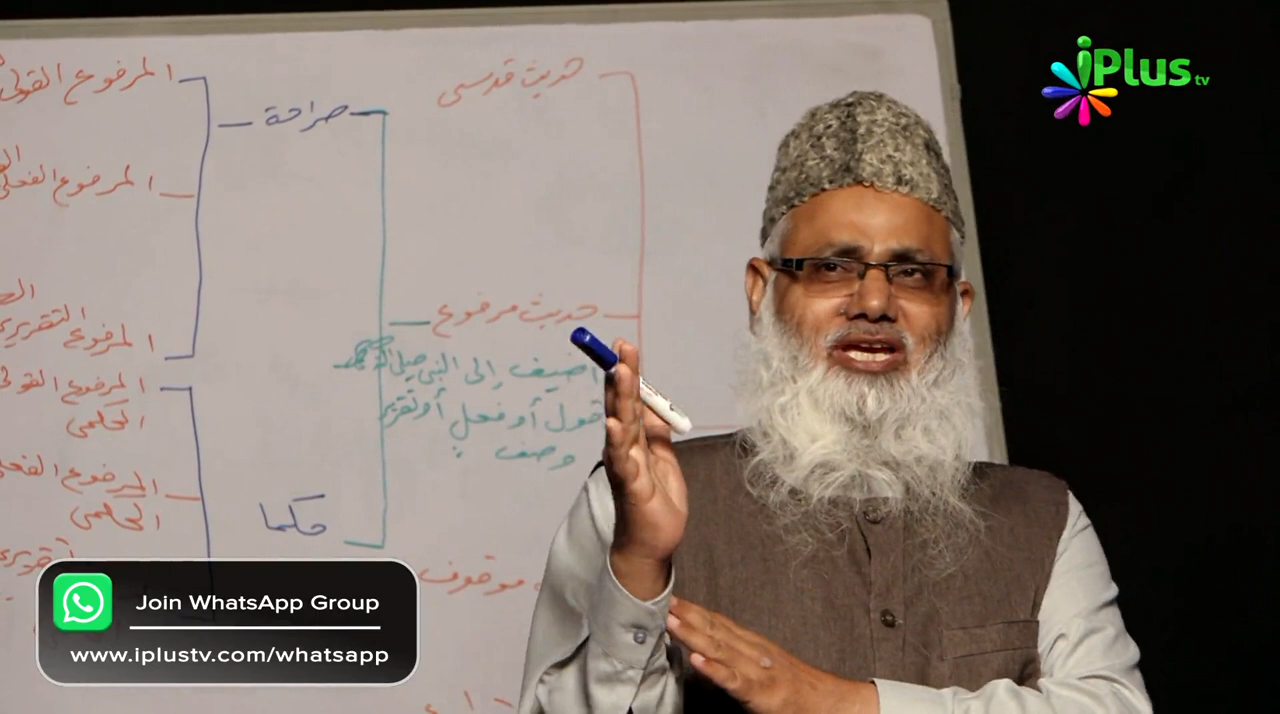 iPlus tv
حديث قدسي
صراحة
المرفوع القولي
المرفوع الفعلي
المرفوع التقريري
حديث مرفوع
أضيف إلى النبي صلى الله
قول أو فعل أو تقرير
وصف
حكما
المرفوع القولي
الحكمي
المرفوع الفعلي
الحكمي
موقوف
Join WhatsApp Group
www.iplustv.com/whatsapp